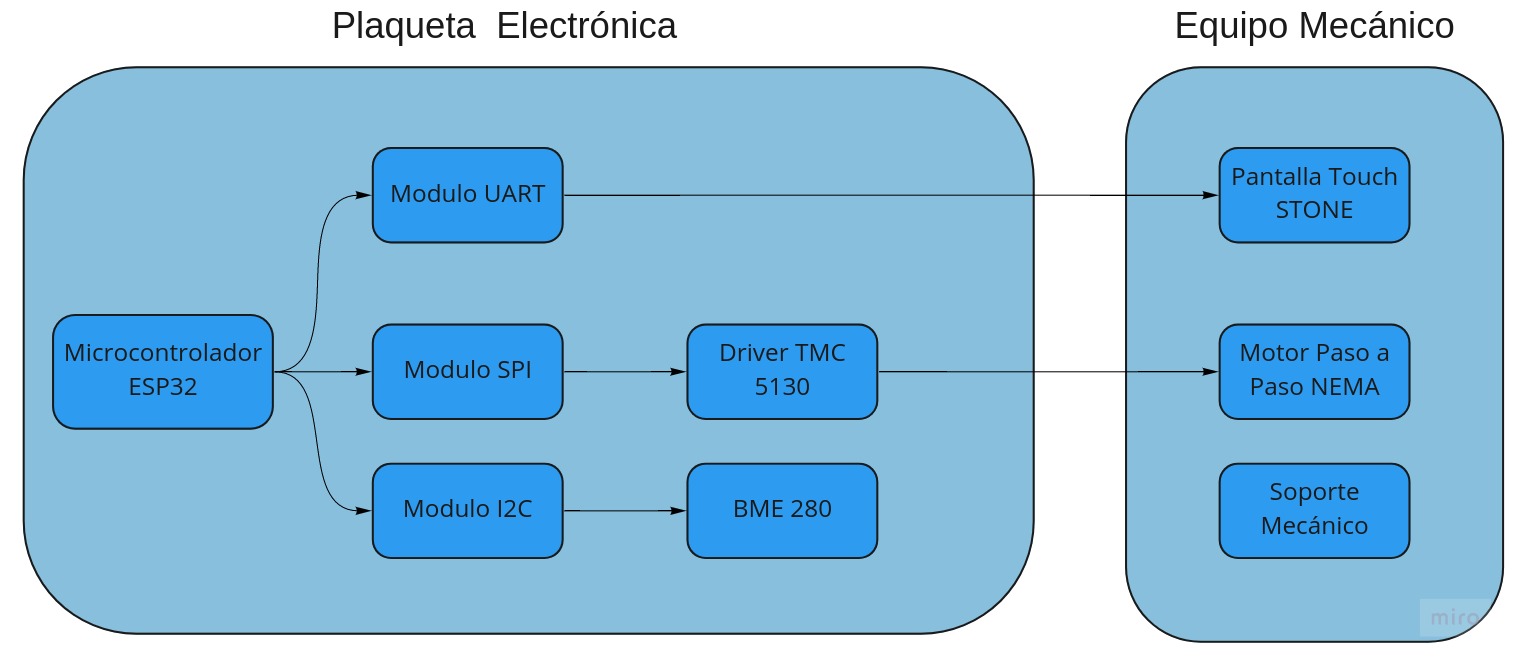 Plaqueta  Electrónica
Equipo Mecánico
Modulo UART
Pantalla Touch
STONE
Microcontrolador
ESP32
Modulo SPI
Driver TMC
5130
Motor Paso a
Paso NEMA
Modulo I2C
BME 280
Soporte
Mecánico
miro